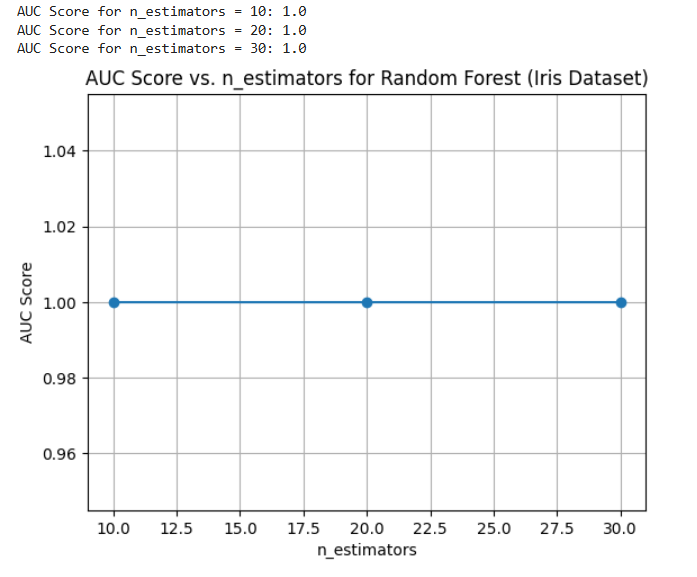 AUC Score for n_estimators = 10: 1.0
AUC Score for n_estimators = 20: 1.0
AUC Score for n_estimators = 30: 1.0
AUC Score vs. n_estimators for Random Forest (Iris Dataset)
1.04
1.02
1.00
0.98
0.96
AUC Score
10.0 12.5 15.0 17.5 20.0 22.5 25.0 27.5 30.0
n_estimators